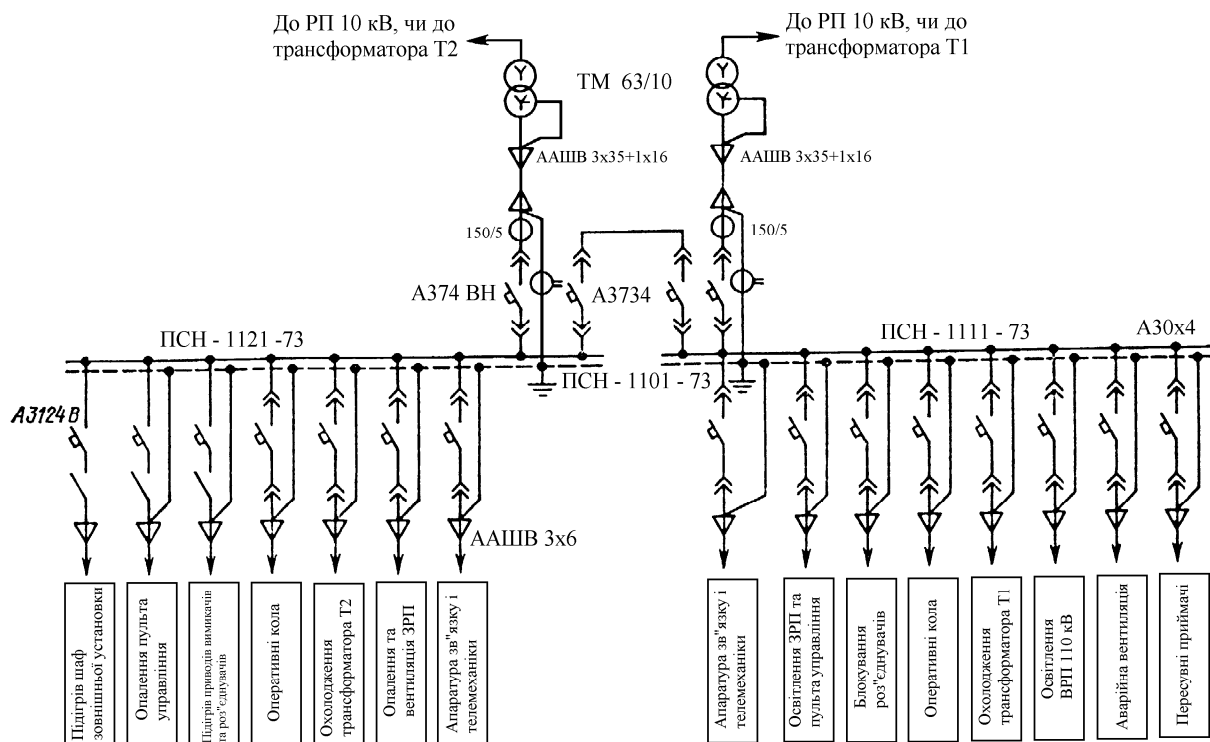 До РП 10 кВ, чи до
трансформатора Т2
До РП 10 кВ, чи до
трансформатора Т1
ТМ 63/10
ААШВ 3х35+1х16
ААШВ 3х35+1х16
150/5
150/5
А374 ВН
А3734
ПСН - 1121 -73
ПСН - 1111 - 73
А30х4
ПСН - 1101 - 73
А3124В
ААШВ 3х6
Підігрів шаф
зовнішньої установки
Опалення пульта
управління
Підігрів приводів вимикачів
та роз"єднувачів
Оперативні кола
Охолодження
трансформатора Т2
Опалення та
вентиляція ЗРП
Апаратура зв"язку і
телемеханіки
Апаратура зв"язку і
телемеханіки
Освітлення ЗРП та
пульта управління
Блокування
роз"єднувачів
Оперативні кола
Охолодження
трансформатора Т1
Освітлення
ВРП 110 кВ
Аварійна вентиляція
Пересувні приймачі